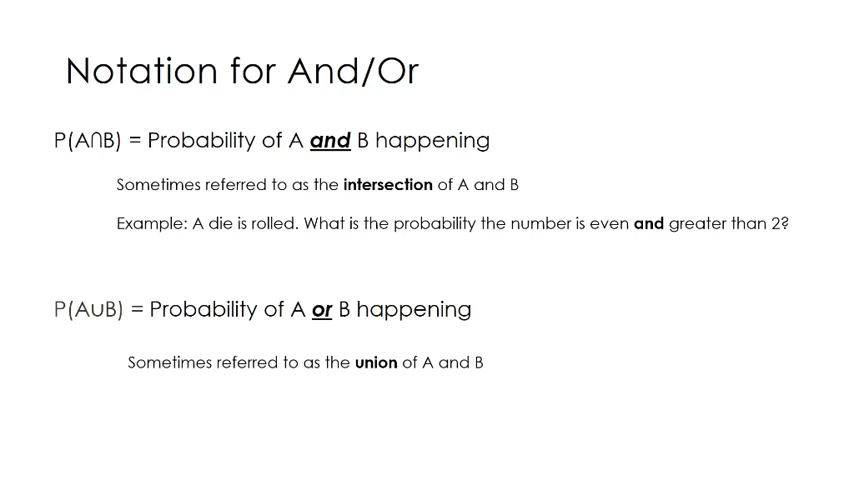 Notation for And/Or
P(A∩B) = Probability of A and B happening
Sometimes referred to as the intersection of A and B
Example: A die is rolled. What is the probability the number is even and greater than 2?
P(A∪B) = Probability of A or B happening
Sometimes referred to as the union of A and B